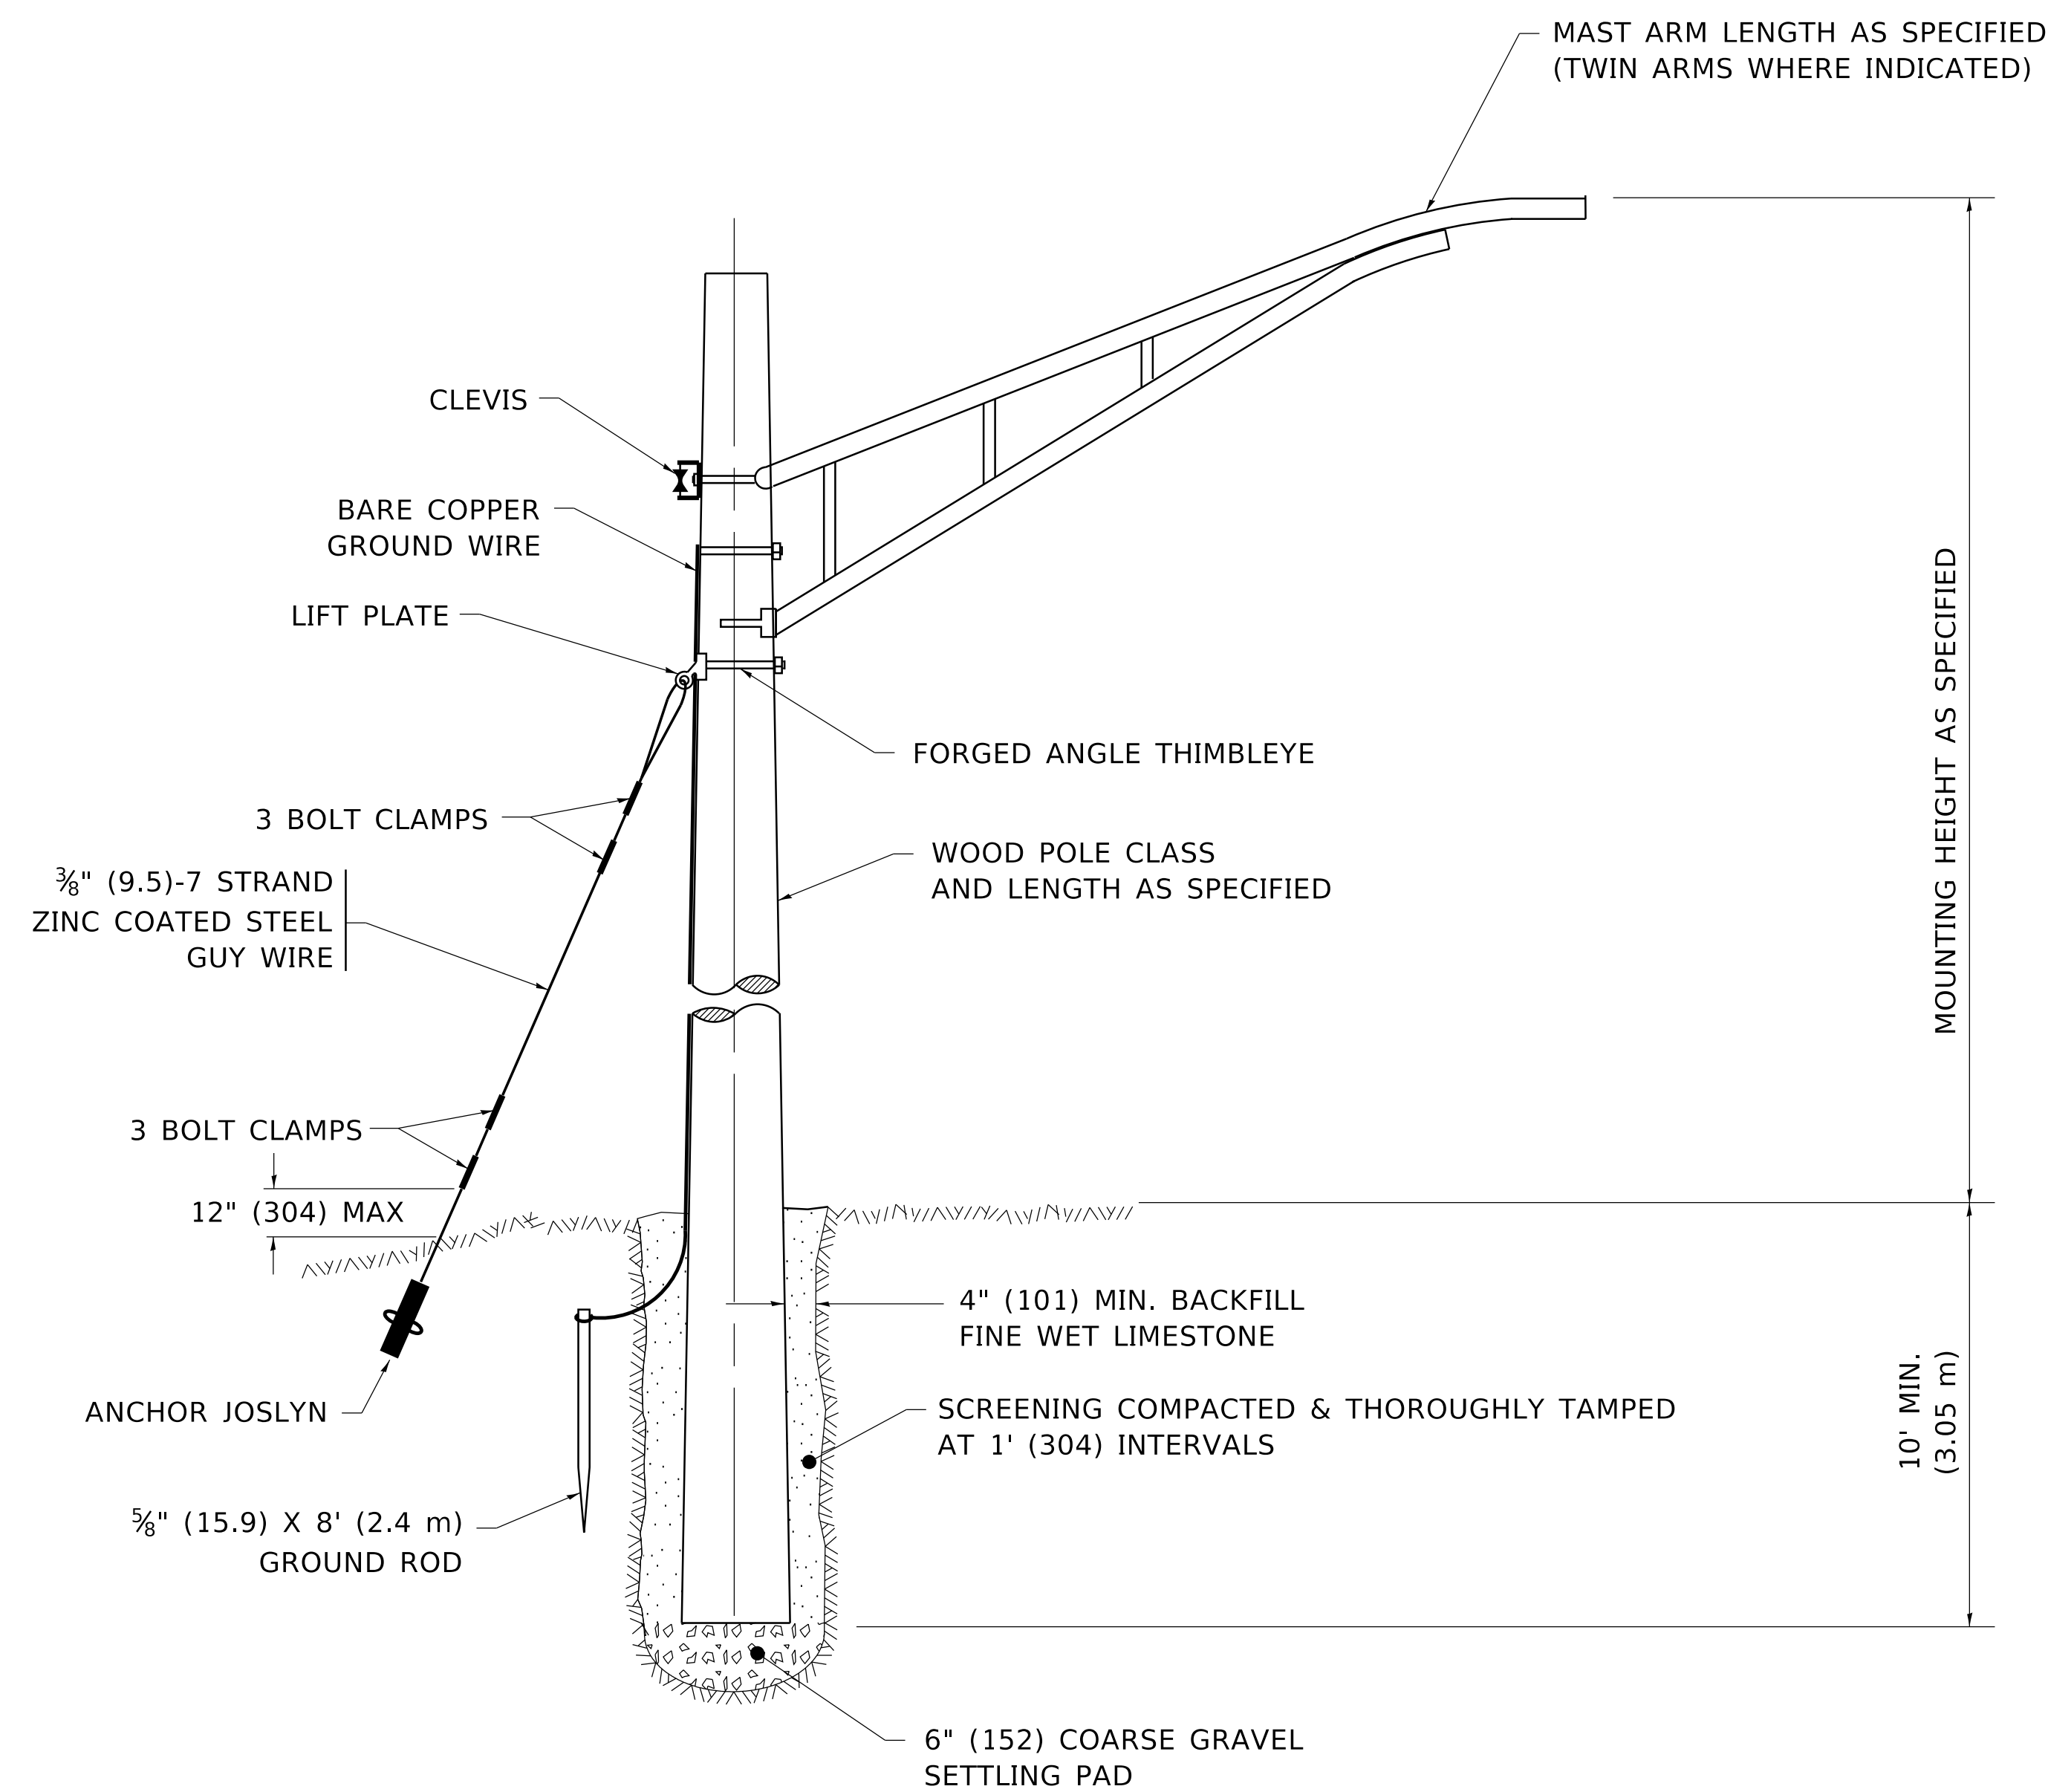 MAST ARM LENGTH AS SPECIFIED
(TWIN ARMS WHERE INDICATED)
CLEVIS
BARE COPPER
GROUND WIRE
LIFT PLATE
FORGED ANGLE THIMBLEYE
3 BOLT CLAMPS
WOOD POLE CLASS
AND LENGTH AS SPECIFIED
⅜" (9.5)-7 STRAND
ZINC COATED STEEL
GUY WIRE
MOUNTING HEIGHT AS SPECIFIED
3 BOLT CLAMPS
12" (304) MAX
4" (101) MIN. BACKFILL
FINE WET LIMESTONE
ANCHOR JOSLYN
SCREENING COMPACTED & THOROUGHLY TAMPED
AT 1' (304) INTERVALS
10' MIN.
(3.05 m)
⅝" (15.9) X 8' (2.4 m)
GROUND ROD
6" (152) COARSE GRAVEL
SETTLING PAD